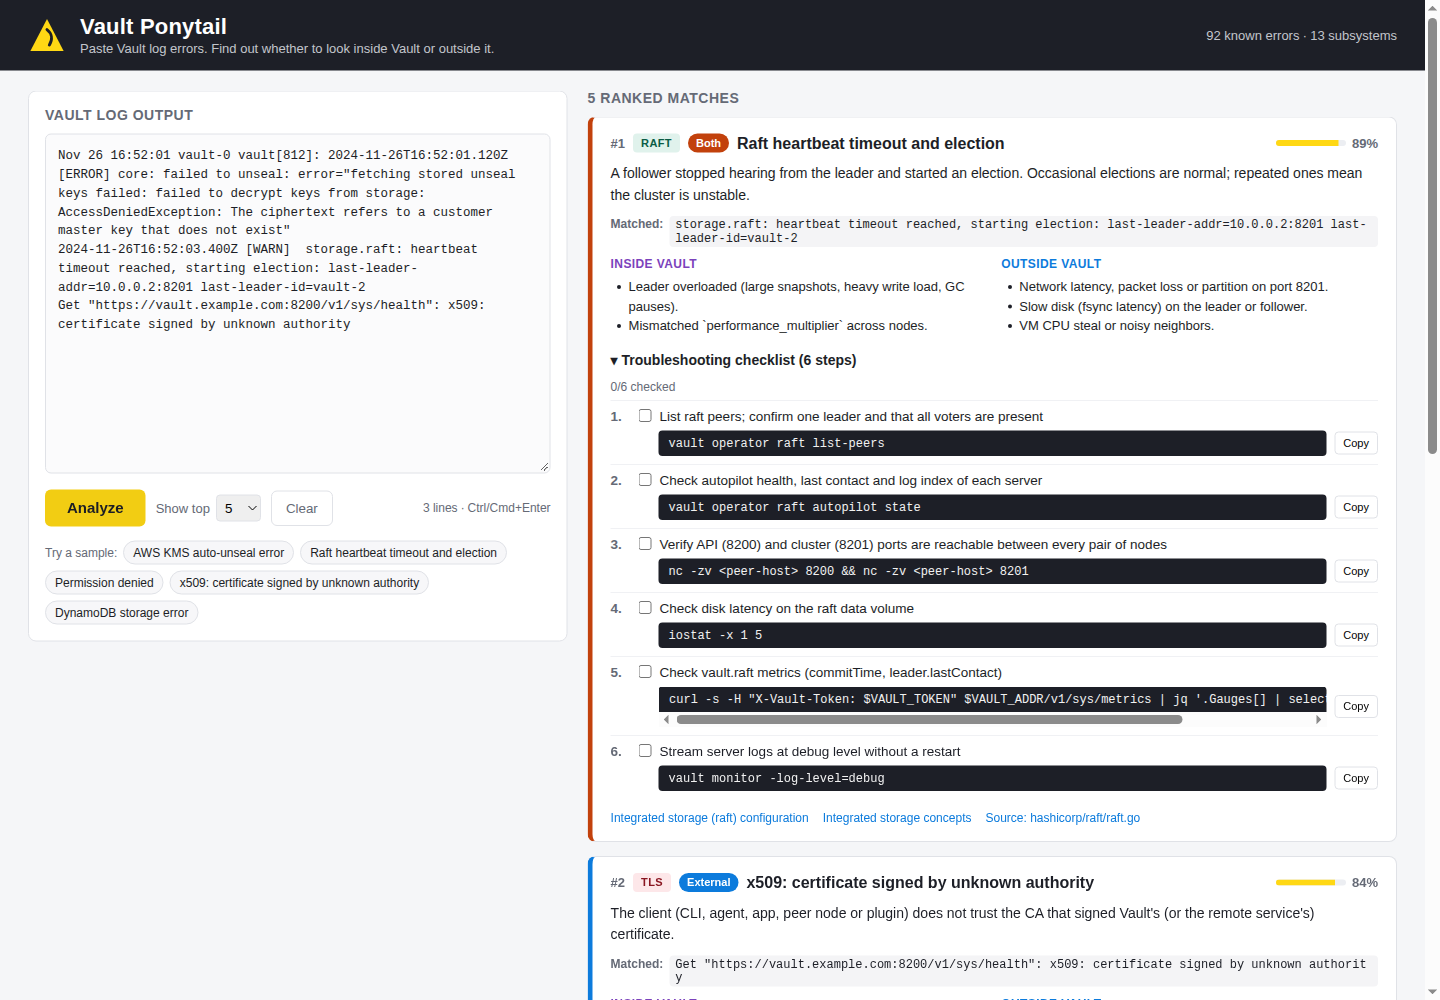 Vault Ponytail
Paste Vault log errors. Find out whether to look inside Vault or outside it.
92 known errors · 13 subsystems
VAULT LOG OUTPUT
Nov 26 16:52:01 vault-0 vault[812]: 2024-11-26T16:52:01.120Z
[ERROR] core: failed to unseal: error="fetching stored unseal
keys failed: failed to decrypt keys from storage:
AccessDeniedException: The ciphertext refers to a customer
master key that does not exist"
2024-11-26T16:52:03.400Z [WARN]  storage.raft: heartbeat
timeout reached, starting election: last-leader-
addr=10.0.0.2:8201 last-leader-id=vault-2
Get "https://vault.example.com:8200/v1/sys/health": x509:
certificate signed by unknown authority
Analyze
Show top
5
Clear
3 lines · Ctrl/Cmd+Enter
Try a sample:
AWS KMS auto-unseal error
Raft heartbeat timeout and election
Permission denied
x509: certificate signed by unknown authority
DynamoDB storage error
5 RANKED MATCHES
#1 RAFT Both Raft heartbeat timeout and election 89%
A follower stopped hearing from the leader and started an election. Occasional elections are normal; repeated ones mean
the cluster is unstable.
Matched: storage.raft: heartbeat timeout reached, starting election: last-leader-addr=10.0.0.2:8201 last-
leader-id=vault-2
INSIDE VAULT
• Leader overloaded (large snapshots, heavy write load, GC
pauses).
• Mismatched `performance_multiplier` across nodes.
OUTSIDE VAULT
• Network latency, packet loss or partition on port 8201.
• Slow disk (fsync latency) on the leader or follower.
• VM CPU steal or noisy neighbors.
▾ Troubleshooting checklist (6 steps)
0/6 checked
1. List raft peers; confirm one leader and that all voters are present
vault operator raft list-peers
Copy
2. Check autopilot health, last contact and log index of each server
vault operator raft autopilot state
Copy
3. Verify API (8200) and cluster (8201) ports are reachable between every pair of nodes
nc -zv <peer-host> 8200 && nc -zv <peer-host> 8201
Copy
4. Check disk latency on the raft data volume
iostat -x 1 5
Copy
5. Check vault.raft metrics (commitTime, leader.lastContact)
curl -s -H "X-Vault-Token: $VAULT_TOKEN" $VAULT_ADDR/v1/sys/metrics | jq '.Gauges[] | select
Copy
6. Stream server logs at debug level without a restart
vault monitor -log-level=debug
Copy
Integrated storage (raft) configuration
Integrated storage concepts
Source: hashicorp/raft/raft.go
#2 TLS External x509: certificate signed by unknown authority 84%
The client (CLI, agent, app, peer node or plugin) does not trust the CA that signed Vault's (or the remote service's)
certificate.
Matched: Get "https://vault.example.com:8200/v1/sys/health": x509: certificate signed by unknown authorit
y